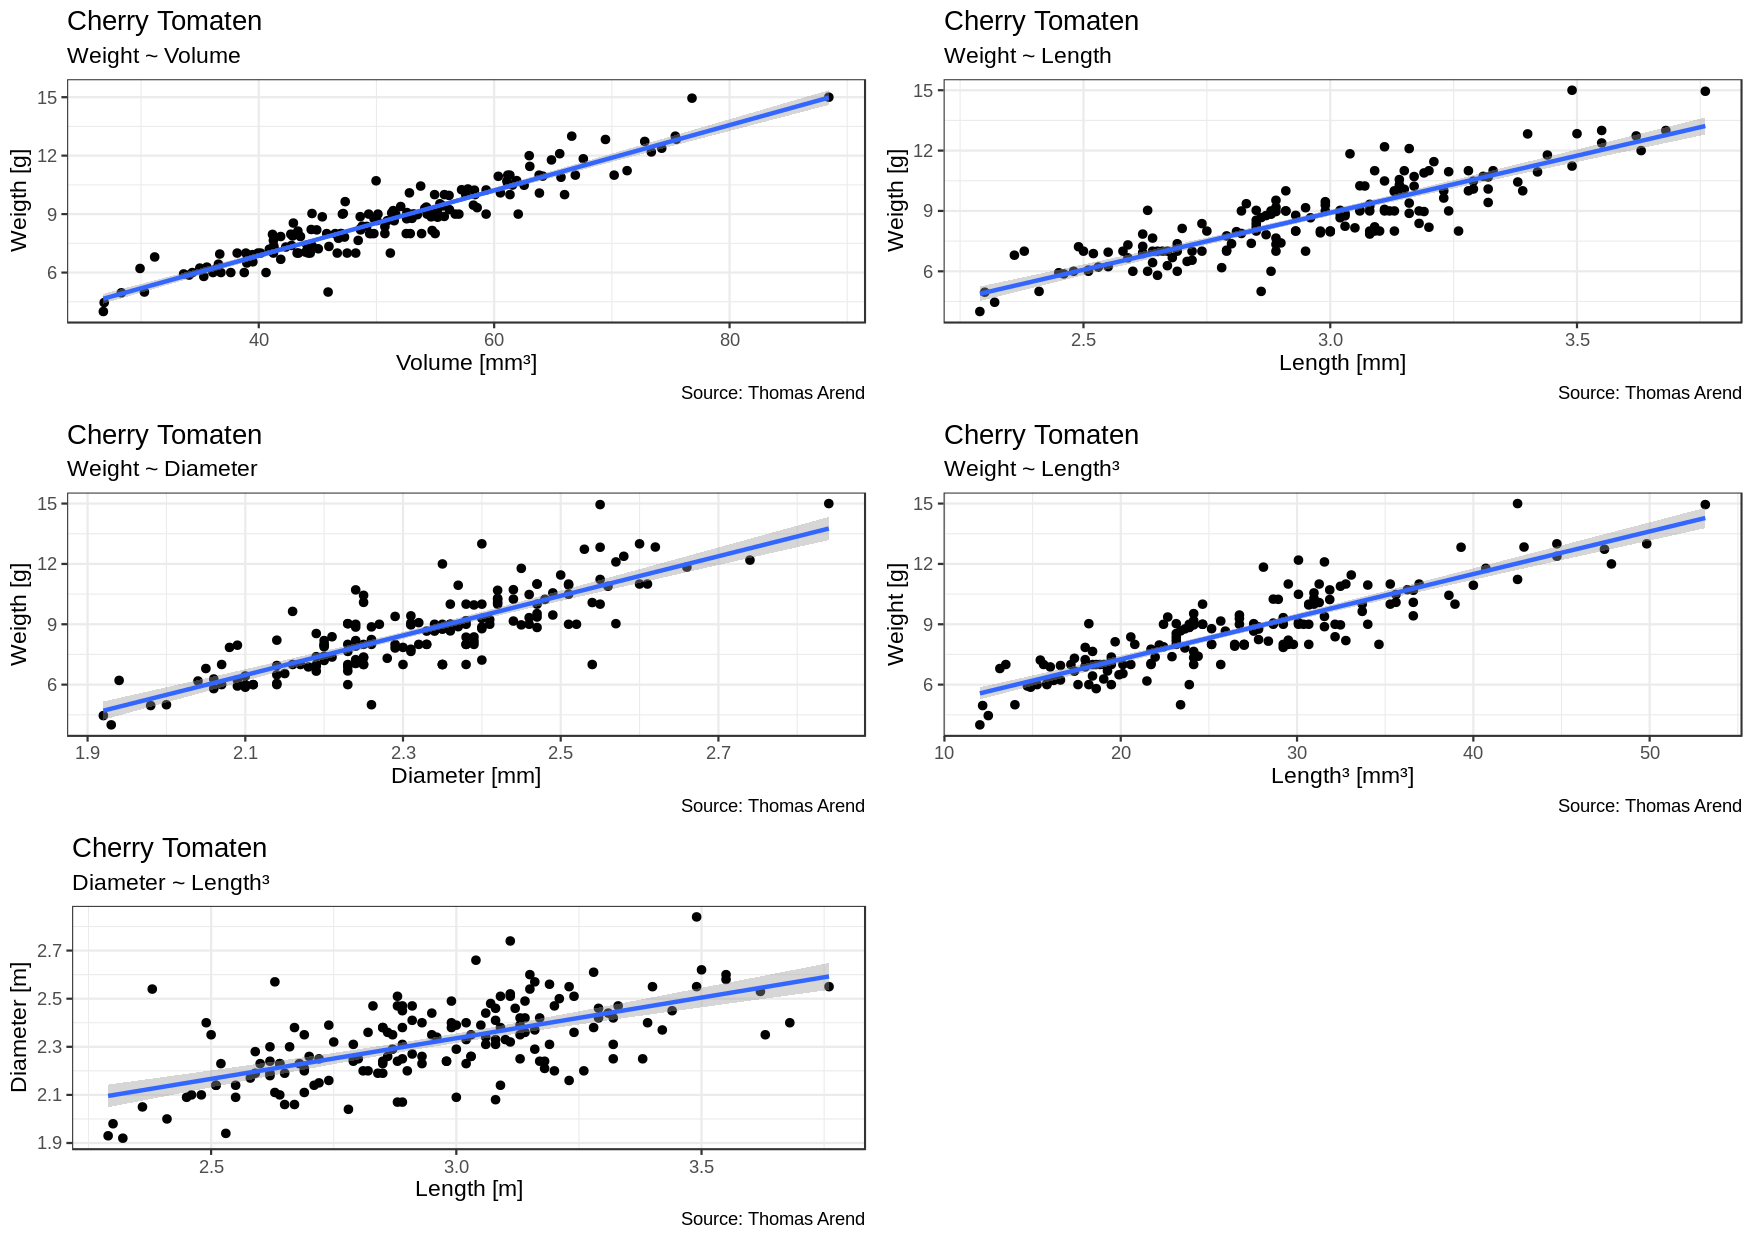 Cherry Tomaten
Weight ~ Volume
15
12
9
6
Weigth [g]
40 60 80
Volume [mm³]
Source: Thomas Arend
Cherry Tomaten
Weight ~ Length
15
12
9
6
Weigth [g]
2.5 3.0 3.5
Length [mm]
Source: Thomas Arend
Cherry Tomaten
Weight ~ Diameter
15
12
9
6
Weigth [g]
1.9 2.1 2.3 2.5 2.7
Diameter [mm]
Source: Thomas Arend
Cherry Tomaten
Weight ~ Length³
15
12
9
6
Weight [g]
10 20 30 40 50
Length³ [mm³]
Source: Thomas Arend
Cherry Tomaten
Diameter ~ Length³
2.7
2.5
2.3
2.1
1.9
Diameter [m]
2.5 3.0 3.5
Length [m]
Source: Thomas Arend